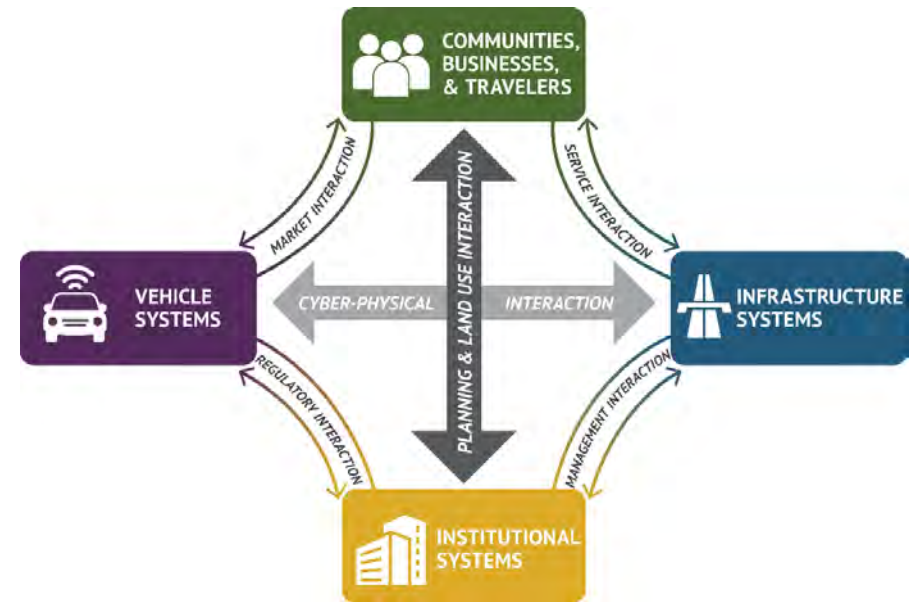 COMMUNITIES,
BUSINESSES,
& TRAVELERS
MARKET INTERACTION
SERVICE INTERACTION
PLANNING & LAND USE INTERACTION
VEHICLE
SYSTEMS
CYBER-PHYSICAL INTERACTION
INFRASTRUCTURE
SYSTEMS
REGULATORY INTERACTION
MANAGEMENT INTERACTION
INSTITUTIONAL
SYSTEMS